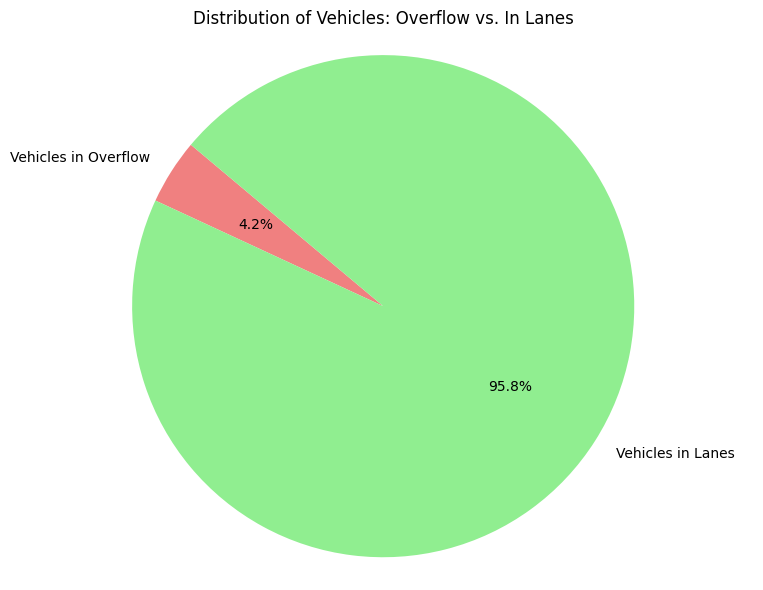 Distribution of Vehicles: Overflow vs. In Lanes
Vehicles in Overflow
4.2%
95.8%
Vehicles in Lanes